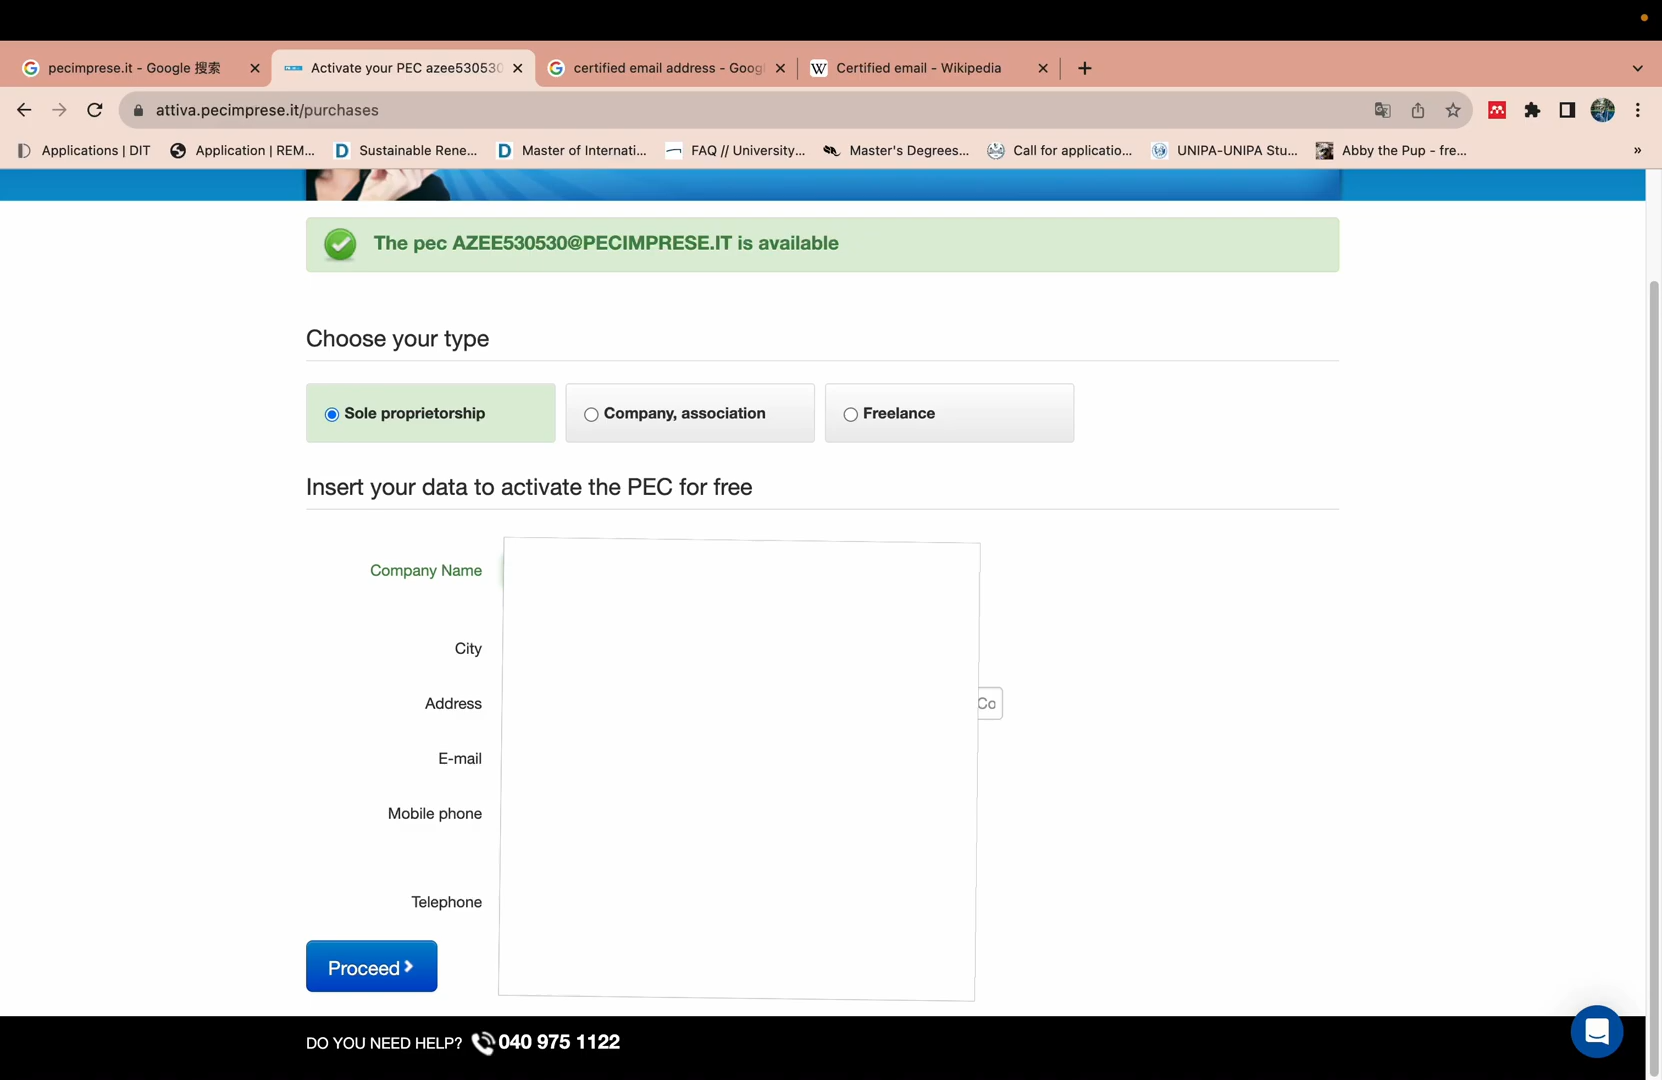 pecimprese.it - Google 搜索
Activate your PEC azee530530
certified email address - Goog
Certified email - Wikipedia
attiva.pecimprese.it/purchases
Applications | DIT
Application | REM...
Sustainable Rene...
Master of Internati...
FAQ // University...
Master's Degrees...
Call for applicatio...
UNIPA-UNIPA Stu...
Abby the Pup - fre...
»
The pec AZEE530530@PECIMPRESE.IT is available
Choose your type
Sole proprietorship
Company, association
Freelance
Insert your data to activate the PEC for free
Company Name
City
Address
Co
E-mail
Mobile phone
Telephone
Proceed
DO YOU NEED HELP? 040 975 1122